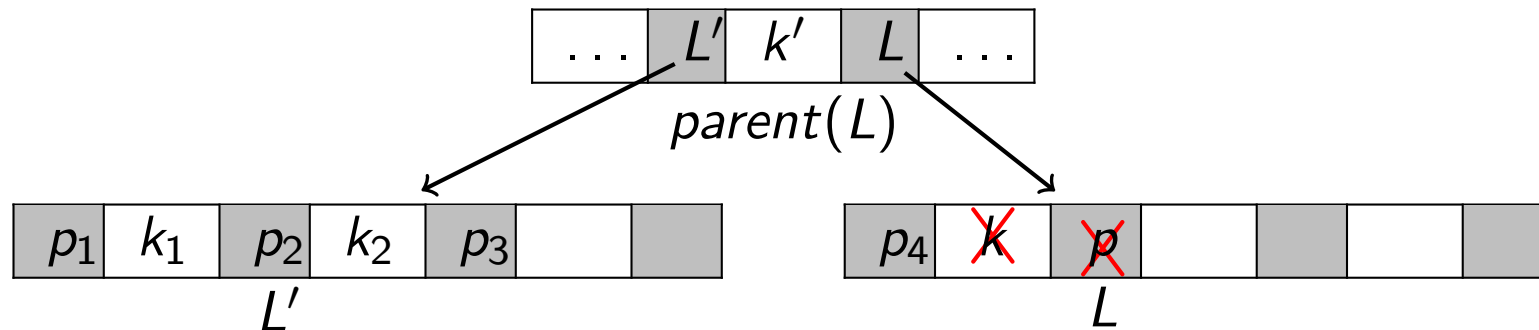 ... L′ k′ L ...
parent(L)
p₁ k₁ p₂ k₂ p₃ p₄ k p
L′ L